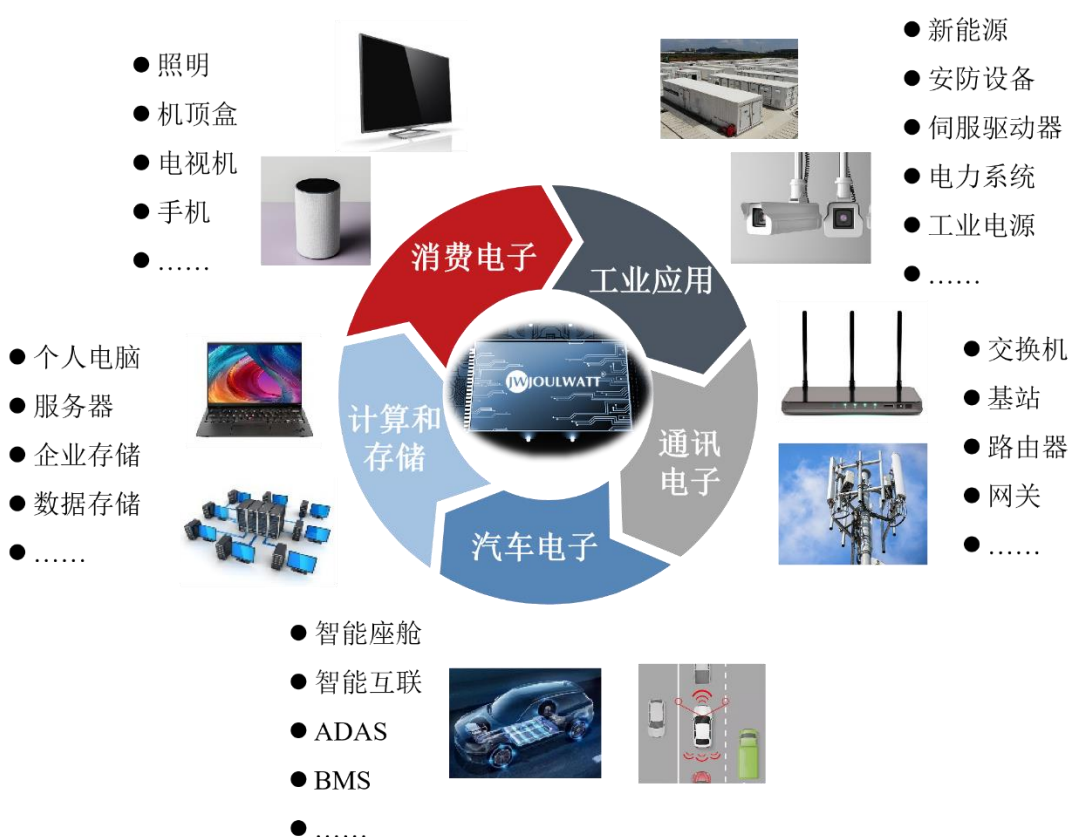 ● 照明
● 机顶盒
● 电视机
● 手机
● ……
● 新能源
● 安防设备
● 伺服驱动器
● 电力系统
● 工业电源
● ……
消费电子
工业应用
● 个人电脑
● 服务器
● 企业存储
● 数据存储
● ……
计算和
存储
JW JOULWATT
通讯
电子
● 交换机
● 基站
● 路由器
● 网关
● ……
汽车电子
● 智能座舱
● 智能互联
● ADAS
● BMS
● ……